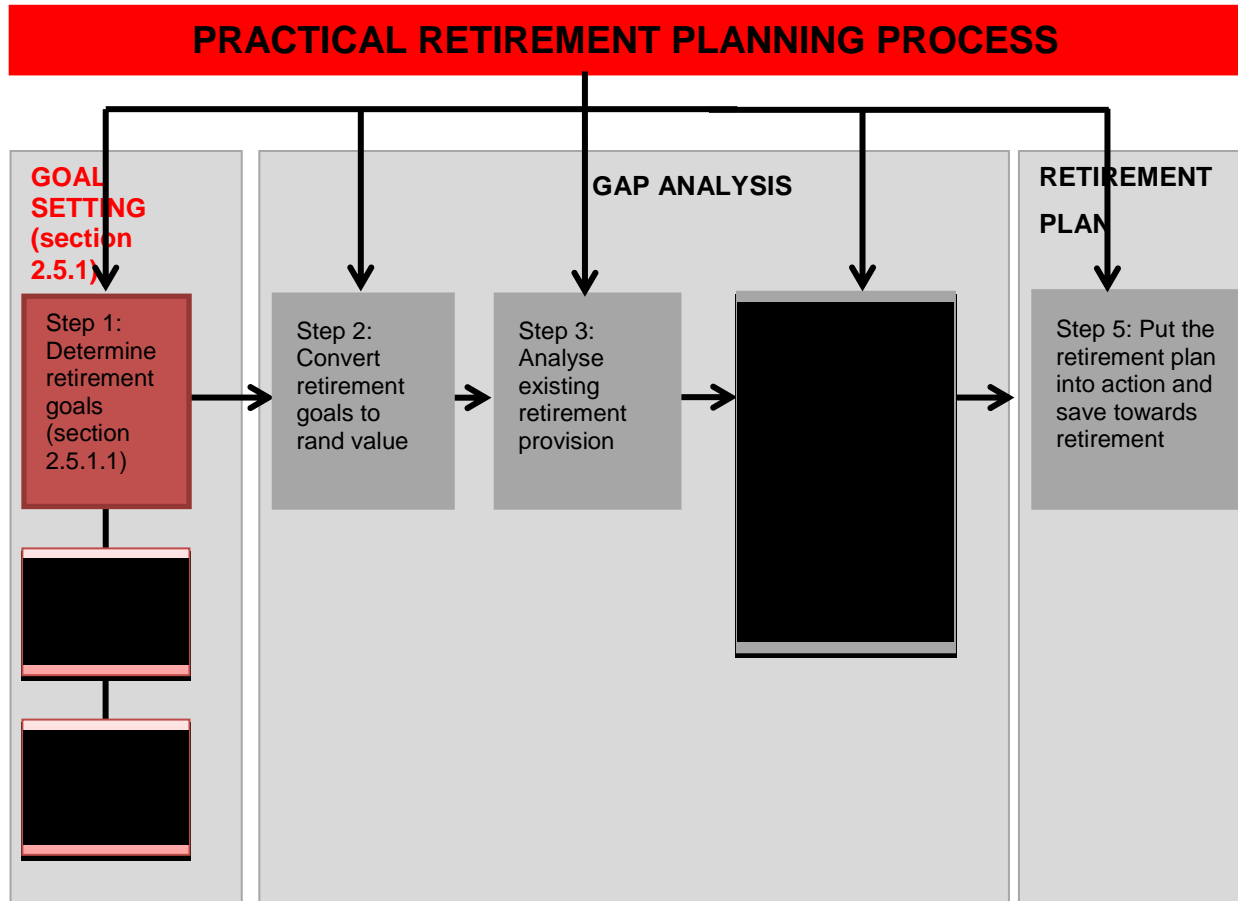 PRACTICAL RETIREMENT PLANNING PROCESS
GOAL
SETTING
(section
2.5.1)
GAP ANALYSIS
RETIREMENT
PLAN
Step 1:
Determine
retirement
goals
(section
2.5.1.1)
Step 2:
Convert
retirement
goals to
rand value
Step 3:
Analyse
existing
retirement
provision
Step 5: Put the
retirement plan
into action and
save towards
retirement